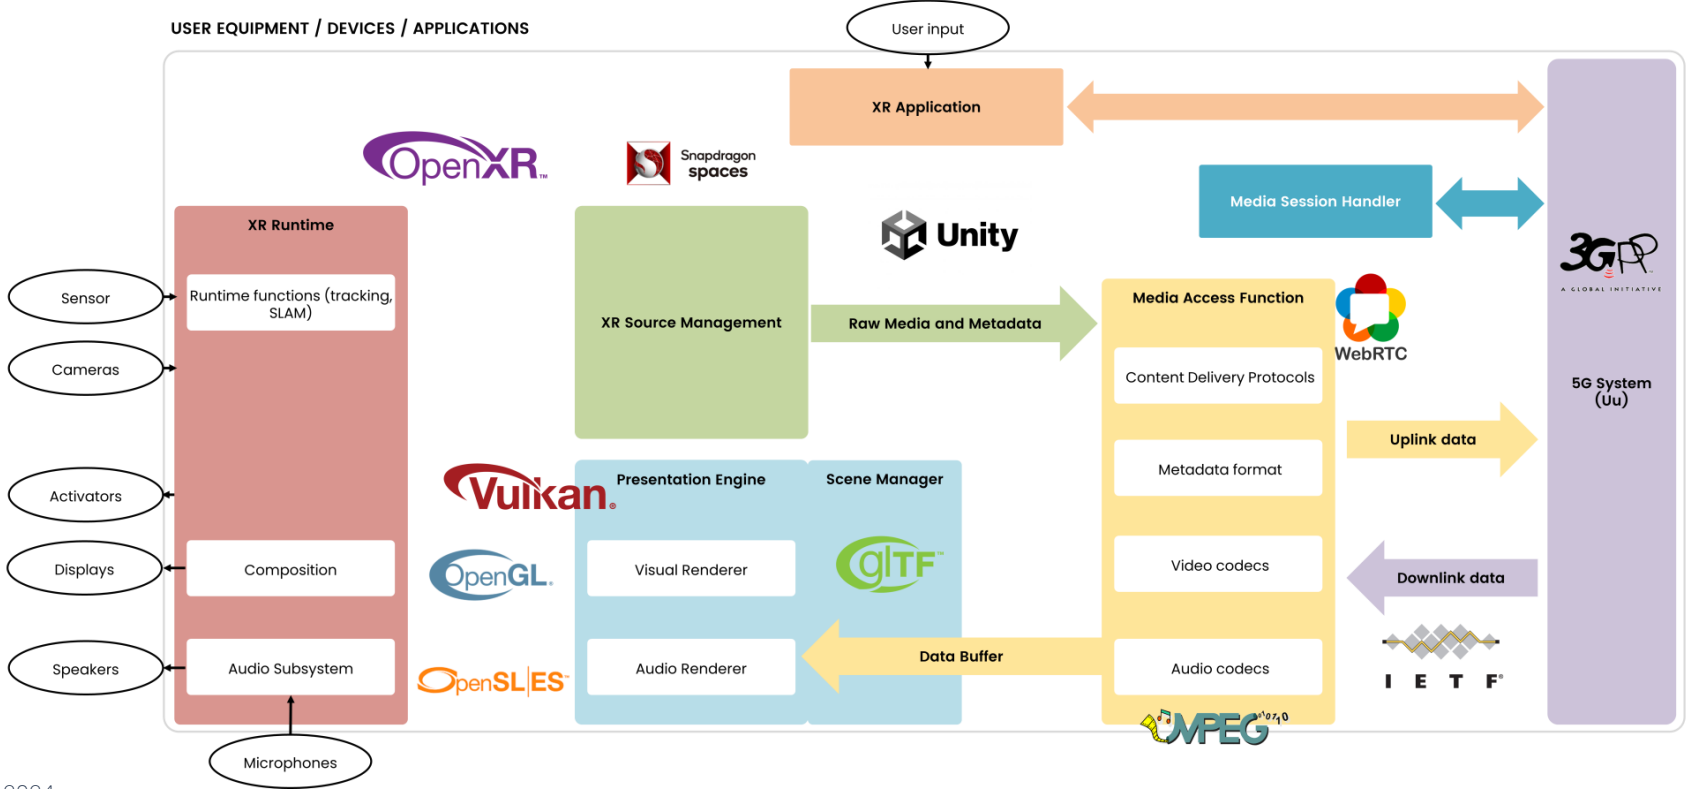 USER EQUIPMENT / DEVICES / APPLICATIONS
User input
XR Application
OpenXR™
Snapdragon
spaces
Media Session Handler
XR Runtime
Unity
3GPP
A GLOBAL INITIATIVE
Sensor
Runtime functions (tracking,
SLAM)
XR Source Management
Raw Media and Metadata
Media Access Function
WebRTC
Cameras
Content Delivery Protocols
5G System
(Uu)
Uplink data
Metadata format
Activators
Vulkan®
Presentation Engine
Scene Manager
Displays
Composition
OpenGL®
Visual Renderer
glTF™
Video codecs
Downlink data
Speakers
Audio Subsystem
OpenSL|ES™
Audio Renderer
Data Buffer
Audio codecs
IETF®
MPEG
Microphones